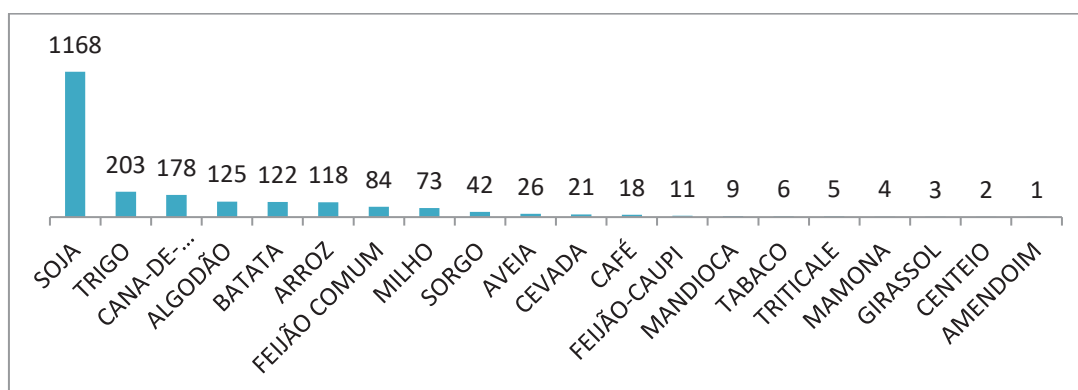 1168
203 178 125 122 118 84 73 42 26 21 18 11 9 6 5 4 3 2 1
SOJA
TRIGO
CANA-DE-...
ALGODÃO
BATATA
ARROZ
FEIJÃO COMUM
MILHO
SORGO
AVEIA
CEVADA
CAFÉ
FEIJÃO-CAUPI
MANDIOCA
TABACO
TRITICALE
MAMONA
GIRASSOL
CENTEIO
AMENDOIM